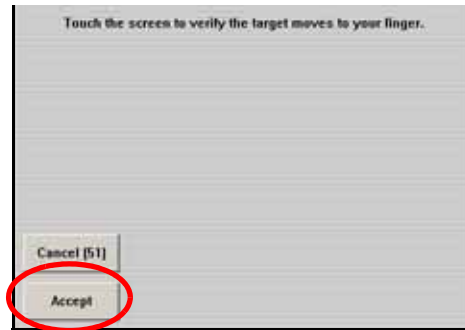 Touch the screen to verify the target moves to your finger.
Cancel [51]
Accept